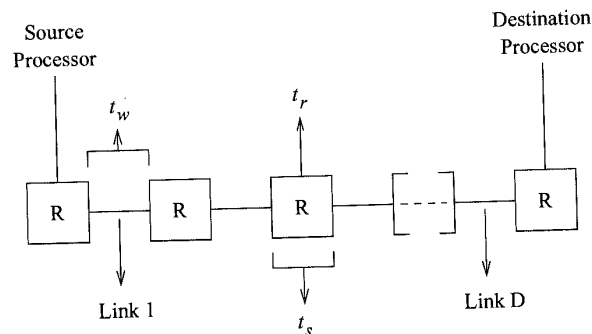 Source
Processor
Destination
Processor
t_w
t_r
R
R
R
R
Link 1
t_s
Link D